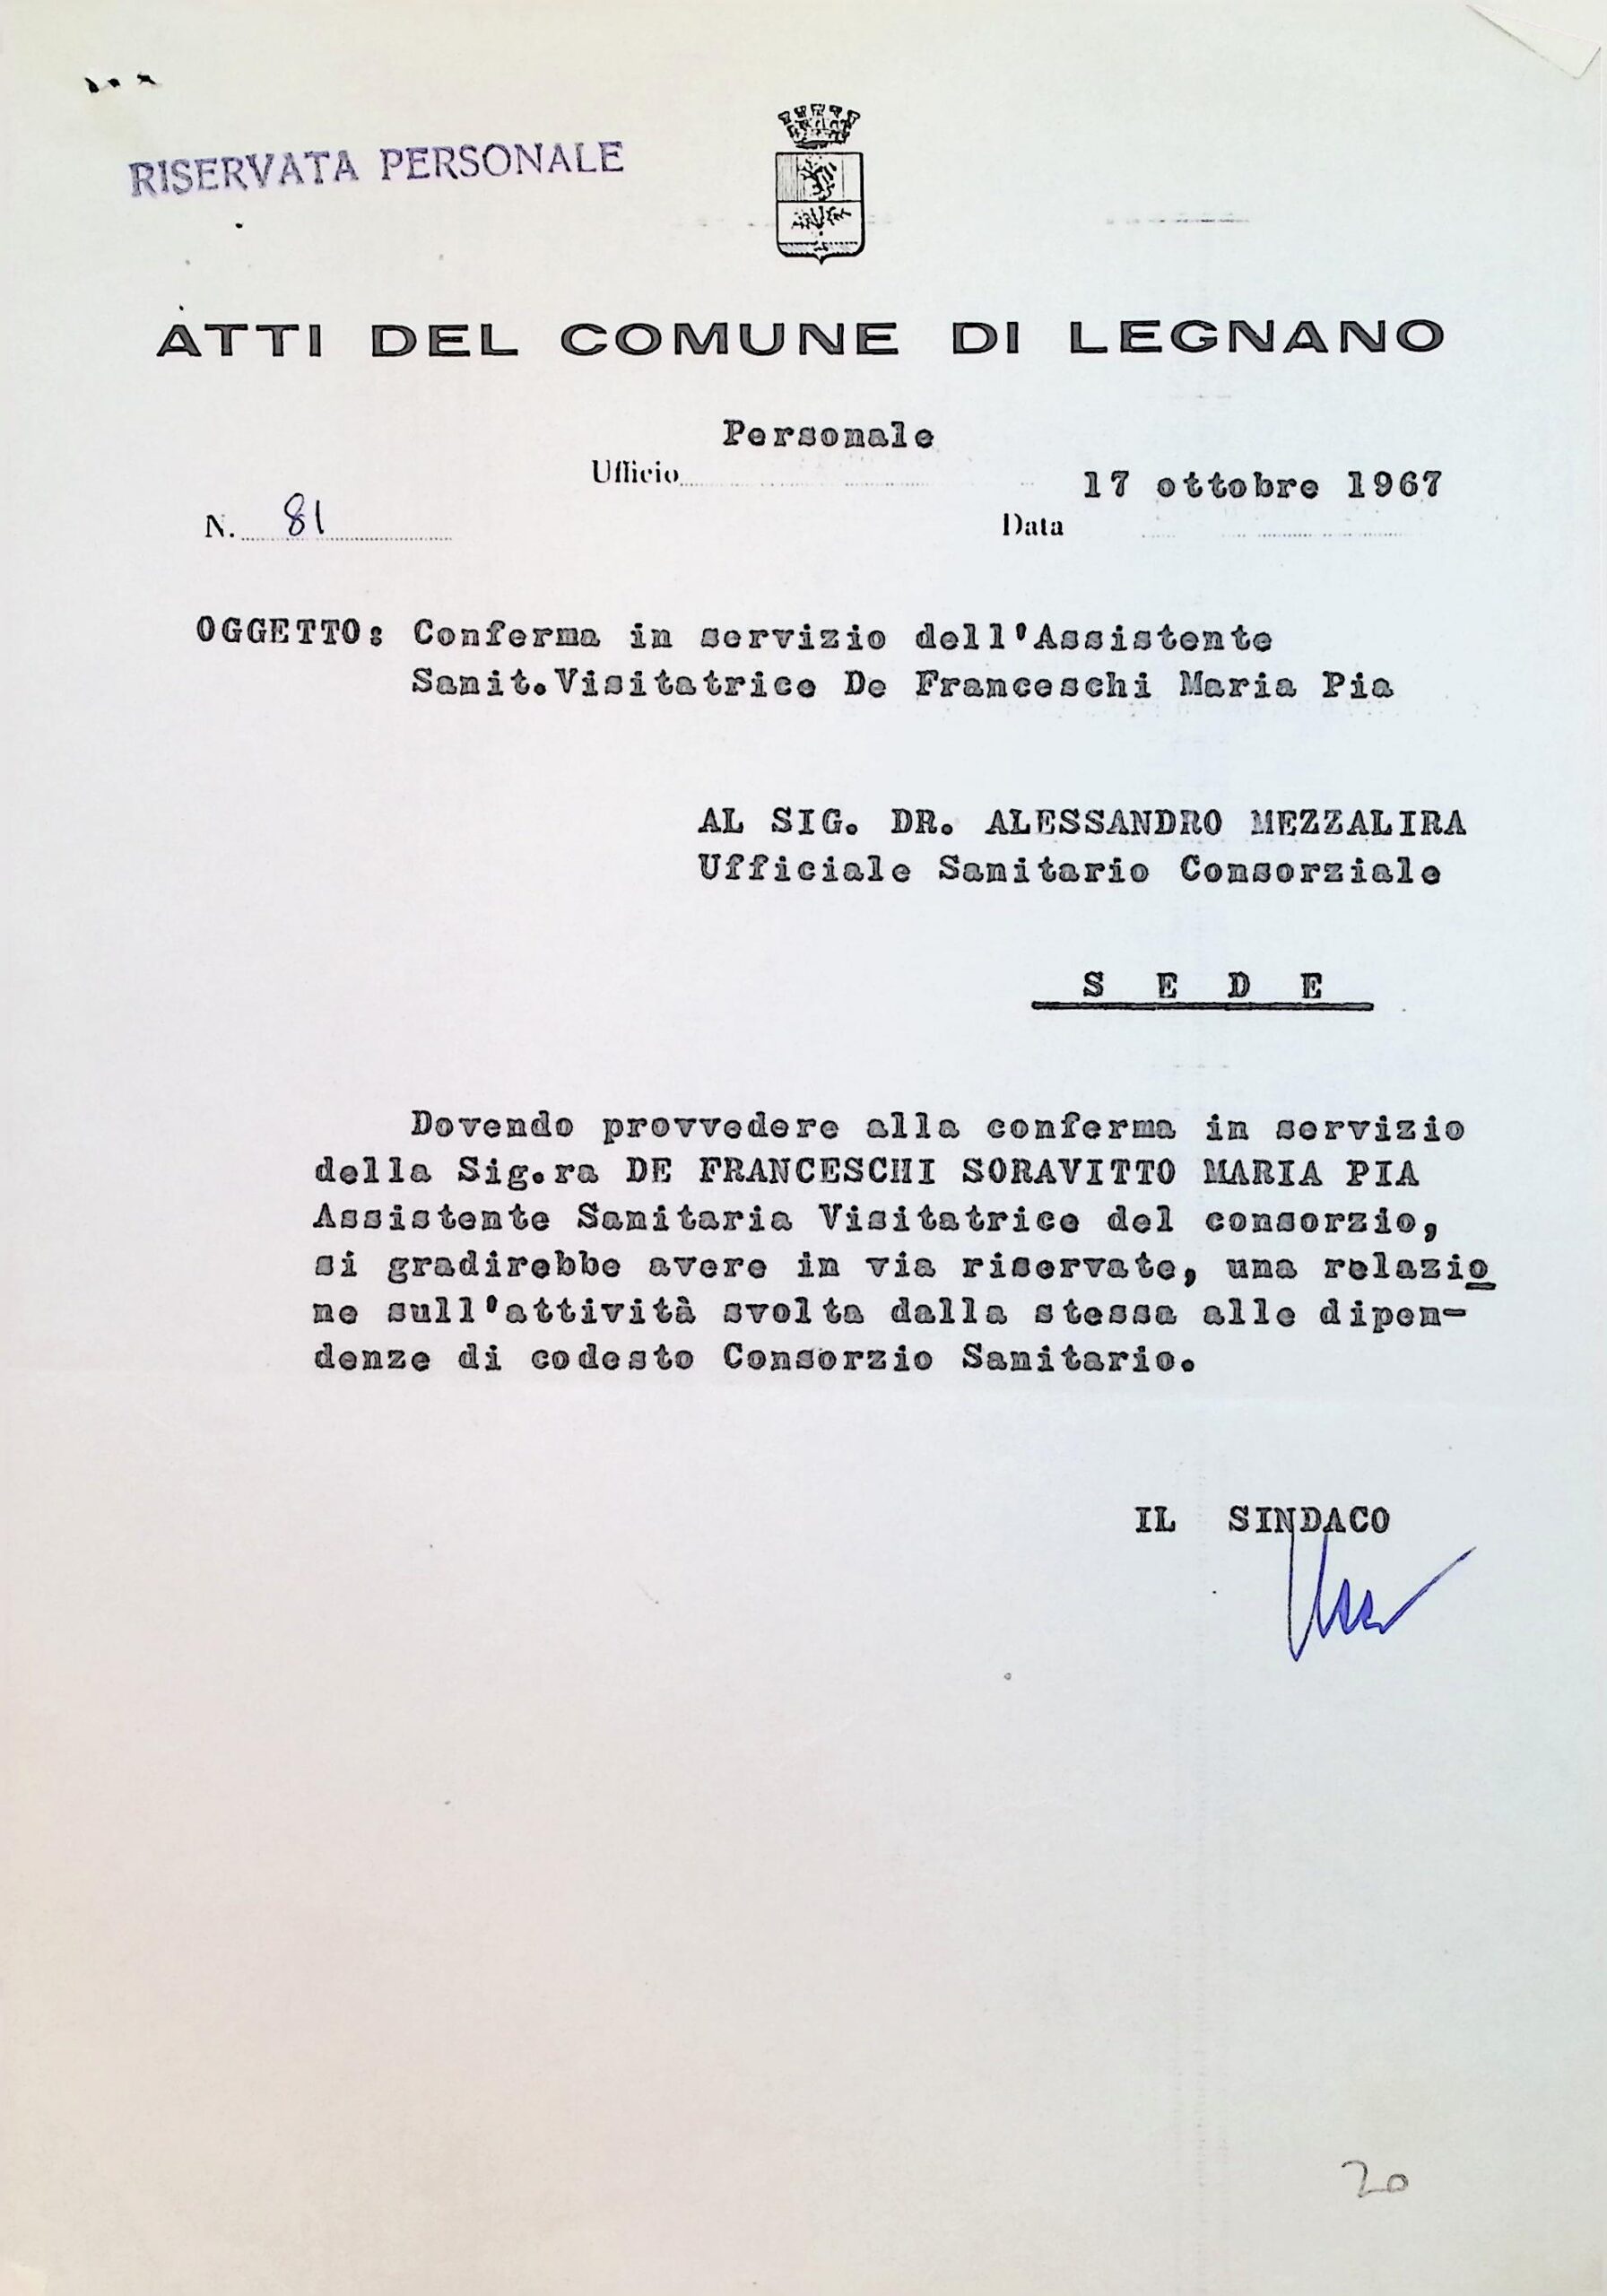 RISERVATA PERSONALE
ATTI DEL COMUNE DI LEGNANO
Personale
Ufficio
17 ottobre 1967
N. 81
Data
OGGETTO: Conferma in servizio dell'Assistente
Sanit.Visitatrice De Franceschi Maria Pia
AL SIG. DR. ALESSANDRO MEZZALIRA
Ufficiale Sanitario Consorziale
S E D E
Dovendo provvedere alla conferma in servizio
della Sig.ra DE FRANCESCHI SORAVITTO MARIA PIA
Assistente Sanitaria Visitatrice del consorzio,
si gradirebbe avere in via riservate, una relazio
ne sull'attività svolta dalla stessa alle dipen-
denze di codesto Consorzio Sanitario.
IL SINDACO
20